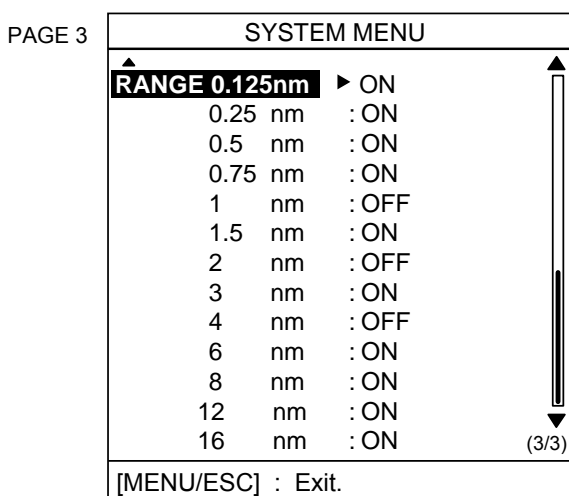 PAGE 3
SYSTEM MENU
RANGE 0.125nm ▶ ON
0.25 nm : ON
0.5 nm : ON
0.75 nm : ON
1 nm : OFF
1.5 nm : ON
2 nm : OFF
3 nm : ON
4 nm : OFF
6 nm : ON
8 nm : ON
12 nm : ON
16 nm : ON
(3/3)
[MENU/ESC] : Exit.